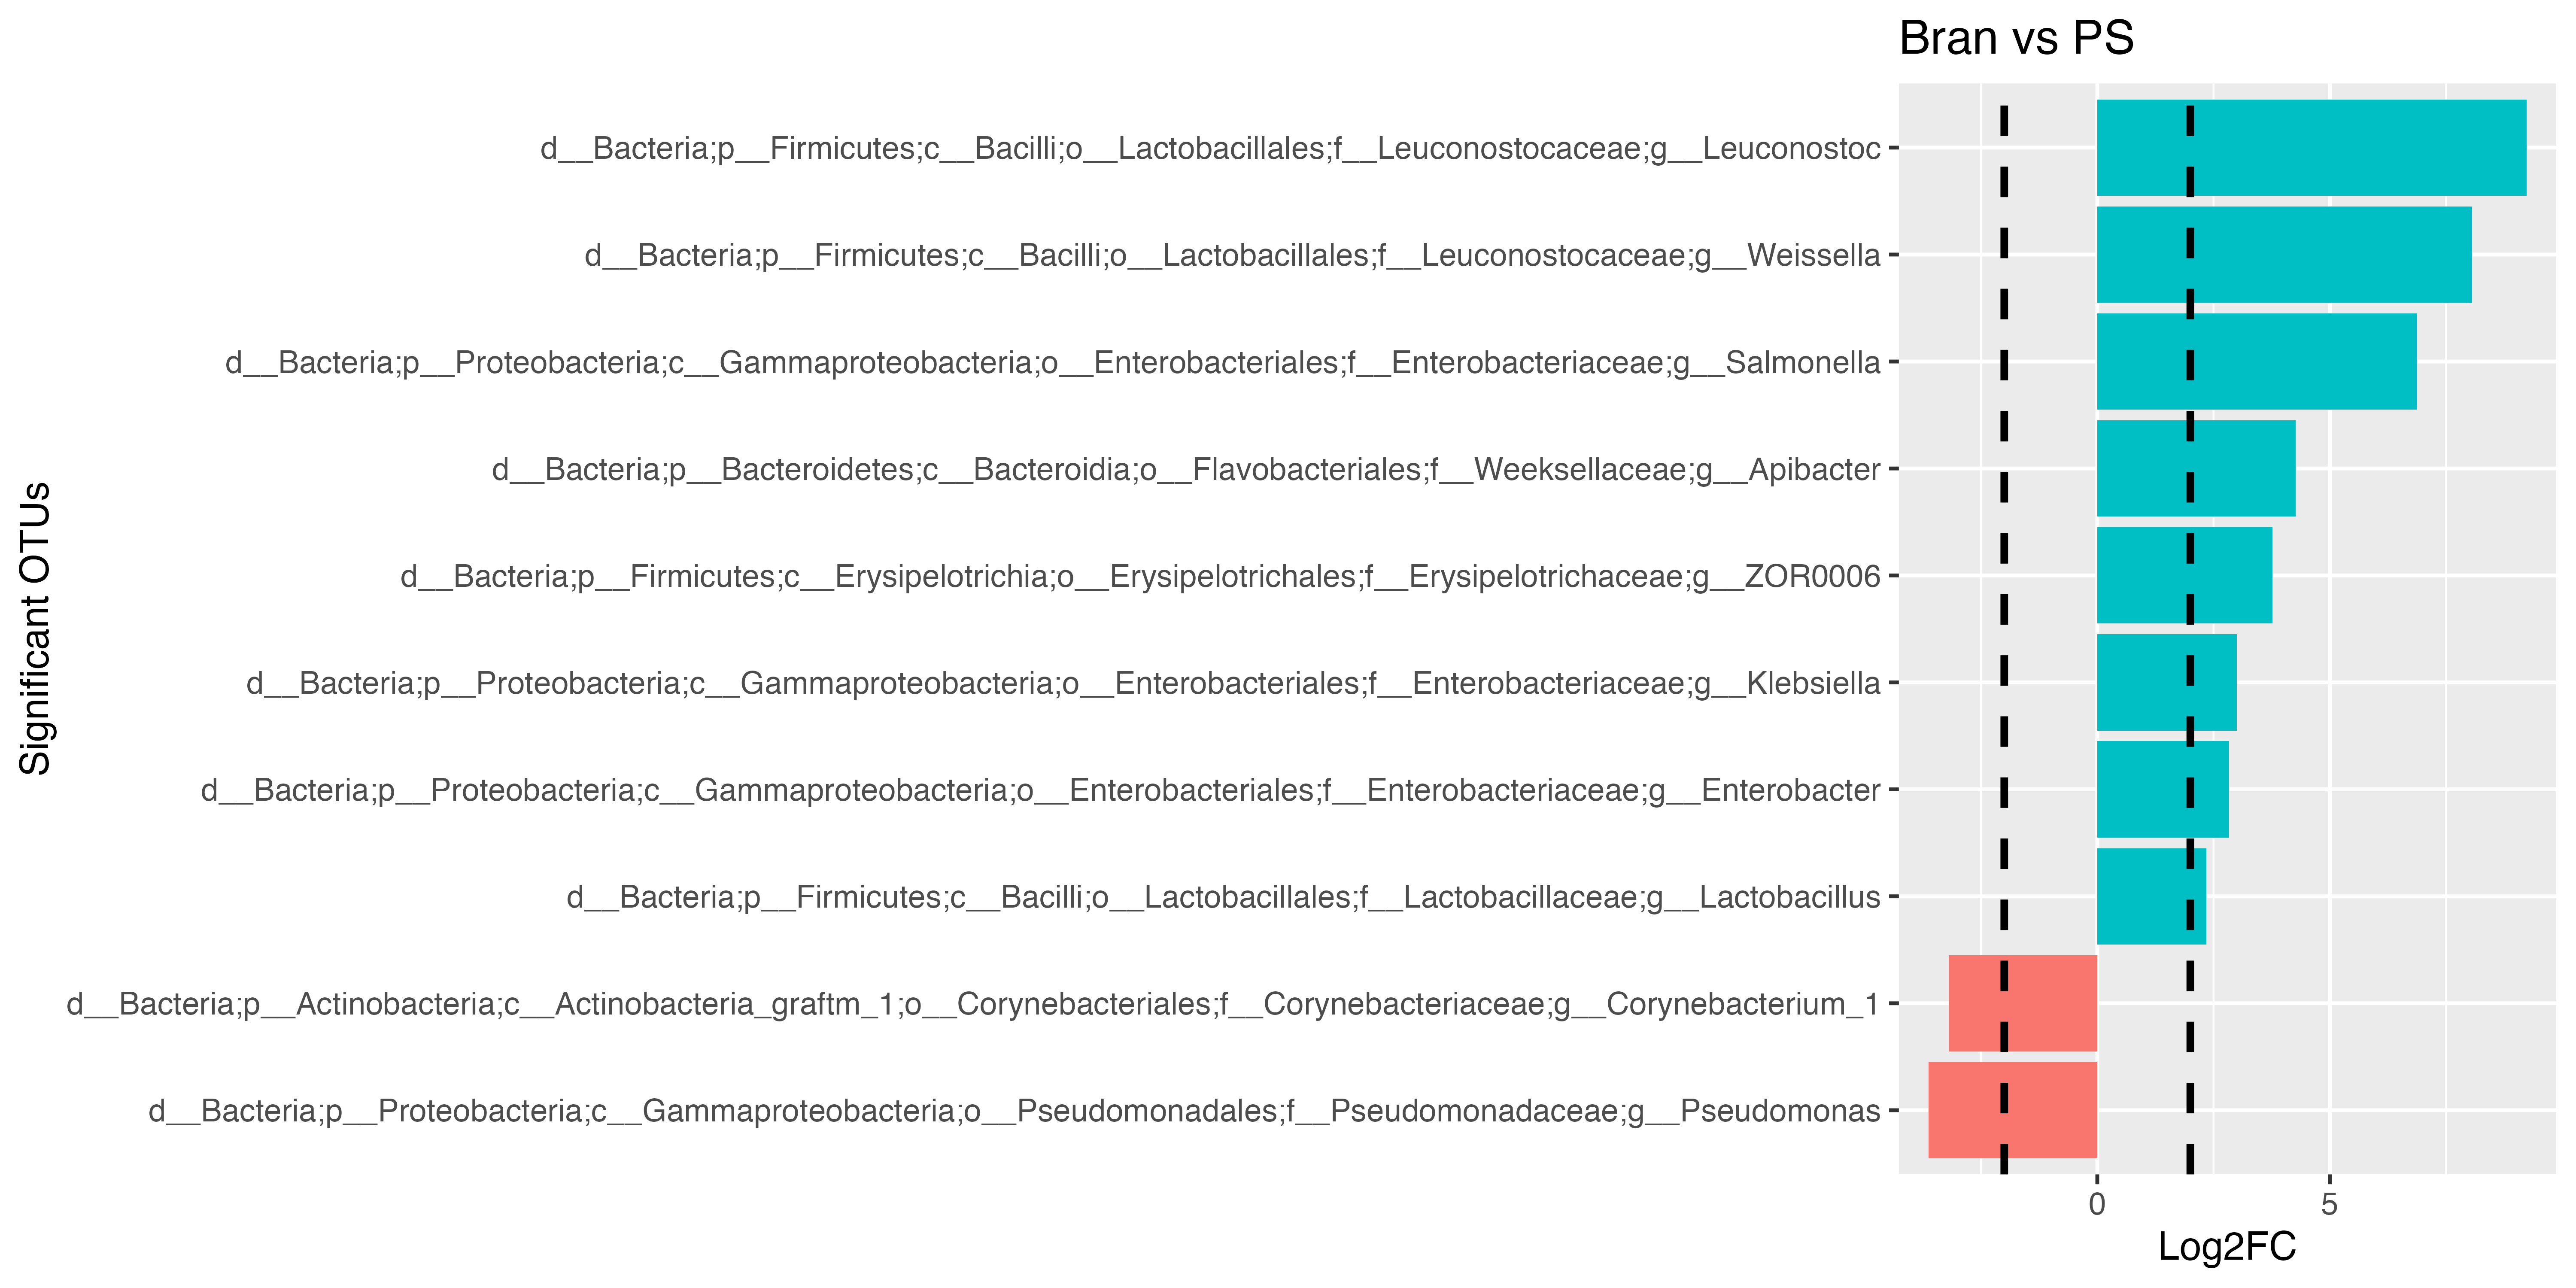 Bran vs PS
Significant OTUs
d__Bacteria;p__Firmicutes;c__Bacilli;o__Lactobacillales;f__Leuconostocaceae;g__Leuconostoc
d__Bacteria;p__Firmicutes;c__Bacilli;o__Lactobacillales;f__Leuconostocaceae;g__Weissella
d__Bacteria;p__Proteobacteria;c__Gammaproteobacteria;o__Enterobacteriales;f__Enterobacteriaceae;g__Salmonella
d__Bacteria;p__Bacteroidetes;c__Bacteroidia;o__Flavobacteriales;f__Weeksellaceae;g__Apibacter
d__Bacteria;p__Firmicutes;c__Erysipelotrichia;o__Erysipelotrichales;f__Erysipelotrichaceae;g__ZOR0006
d__Bacteria;p__Proteobacteria;c__Gammaproteobacteria;o__Enterobacteriales;f__Enterobacteriaceae;g__Klebsiella
d__Bacteria;p__Proteobacteria;c__Gammaproteobacteria;o__Enterobacteriales;f__Enterobacteriaceae;g__Enterobacter
d__Bacteria;p__Firmicutes;c__Bacilli;o__Lactobacillales;f__Lactobacillaceae;g__Lactobacillus
d__Bacteria;p__Actinobacteria;c__Actinobacteria_graftm_1;o__Corynebacteriales;f__Corynebacteriaceae;g__Corynebacterium_1
d__Bacteria;p__Proteobacteria;c__Gammaproteobacteria;o__Pseudomonadales;f__Pseudomonadaceae;g__Pseudomonas
0 5
Log2FC